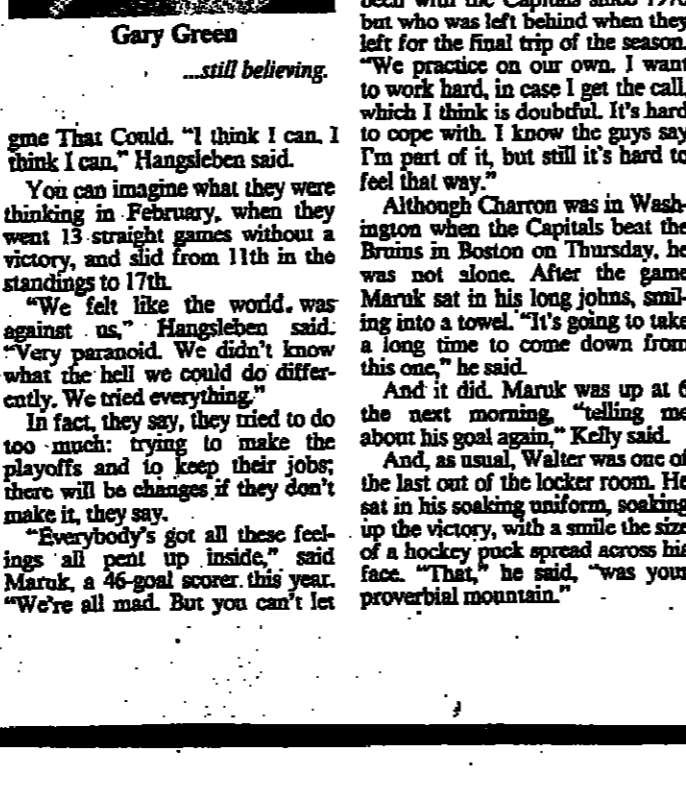 Gary Green
...still believing.
gme That Could. "I think I can, I
think I can," Hangsleben said.
You can imagine what they were
thinking in February, when they
went 13 straight games without a
victory, and slid from 11th in the
standings to 17th.
"We felt like the world was
against us," Hangsleben said.
"Very paranoid. We didn't know
what the hell we could do differ-
ently. We tried everything."
In fact, they say, they tried to do
too much: trying to make the
playoffs and to keep their jobs;
there will be changes if they don't
make it, they say.
"Everybody's got all these feel-
ings all pent up inside," said
Maruk, a 46-goal scorer this year.
"We're all mad. But you can't let
been with the Capitals since 1976
but who was left behind when they
left for the final trip of the season.
"We practice on our own. I want
to work hard, in case I get the call,
which I think is doubtful. It's hard
to cope with. I know the guys say
I'm part of it, but still it's hard to
feel that way."
Although Charron was in Wash-
ington when the Capitals beat the
Bruins in Boston on Thursday, he
was not alone. After the game
Maruk sat in his long johns, smil-
ing into a towel. "It's going to take
a long time to come down from
this one," he said.
And it did. Maruk was up at 6
the next morning, "telling me
about his goal again," Kelly said.
And, as usual, Walter was one of
the last out of the locker room. He
sat in his soaking uniform, soaking
up the victory, with a smile the size
of a hockey puck spread across his
face. "That," he said, "was your
proverbial mountain."